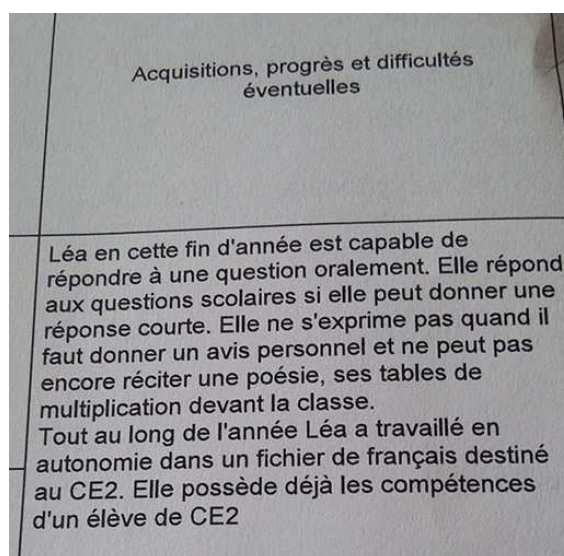 Acquisitions, progrès et difficultés
éventuelles
Léa en cette fin d'année est capable de
répondre à une question oralement. Elle répond
aux questions scolaires si elle peut donner une
réponse courte. Elle ne s'exprime pas quand il
faut donner un avis personnel et ne peut pas
encore réciter une poésie, ses tables de
multiplication devant la classe.
Tout au long de l'année Léa a travaillé en
autonomie dans un fichier de français destiné
au CE2. Elle possède déjà les compétences
d'un élève de CE2